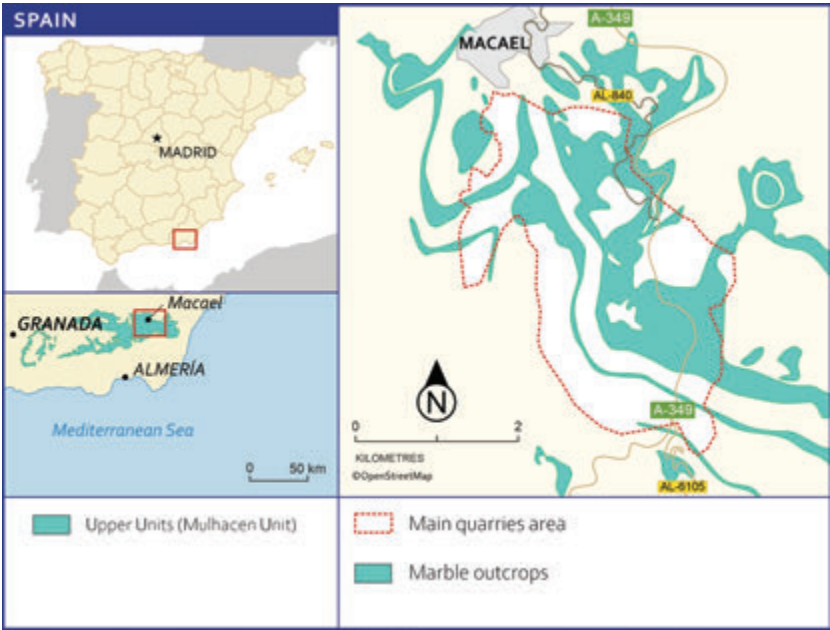 SPAIN
MADRID
Macael
GRANADA
ALMERÍA
Mediterranean Sea
0 50 km
Upper Units (Mulhacen Unit)
A-349
MACAEL
AL-840
N
0 2
KILOMETRES
©OpenStreetMap
A-349
AL-6105
Main quarries area
Marble outcrops